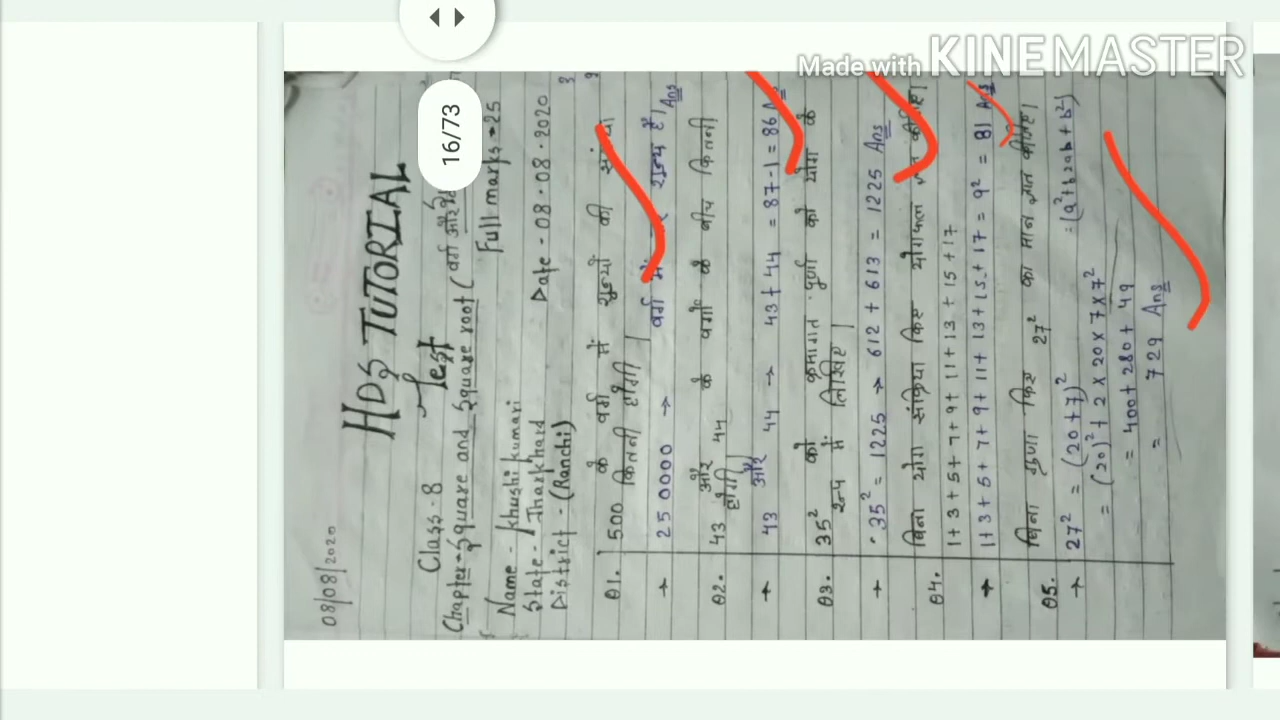 Made with KINEMASTER
16/73
08/08/2020
HDS TUTORIAL
Test
Class - 8
Chapter - Square and Square root (वर्ग और
Full marks - 25
Name - Khushi kumari
State - Jharkhand
Date - 08.08.2020
District - (Ranchi)
Q1. 500 के वर्ग में शून्यों की
कितनी होगी |
→ 250000 → वर्ग शून्य है| Ans
Q2. 43 और 44 के वर्गों के बीच कितनी
होगी|
→ 43 और 44 → 43 + 44 = 87 - 1 = 86 Ans
Q3. 35² को क्रमागत पूर्ण को योग के
रूप में लिखिए |
→ 35² = 1225 → 612 + 613 = 1225 Ans
Q4. बिना योग संक्रिया किए योगफल कीजिए|
1 + 3 + 5 + 7 + 9 + 11 + 13 + 15 + 17
→ 1 + 3 + 5 + 7 + 9 + 11 + 13 + 15 + 17 = 9² = 81 Ans
Q5. बिना गुणा किए 27² का मान ज्ञात कीजिए|
→ 27² = (20 + 7)² = (a² + 2ab + b²)
= (20)² + 2 x 20 x 7 x 7²
= 400 + 280 + 49
= 729 Ans